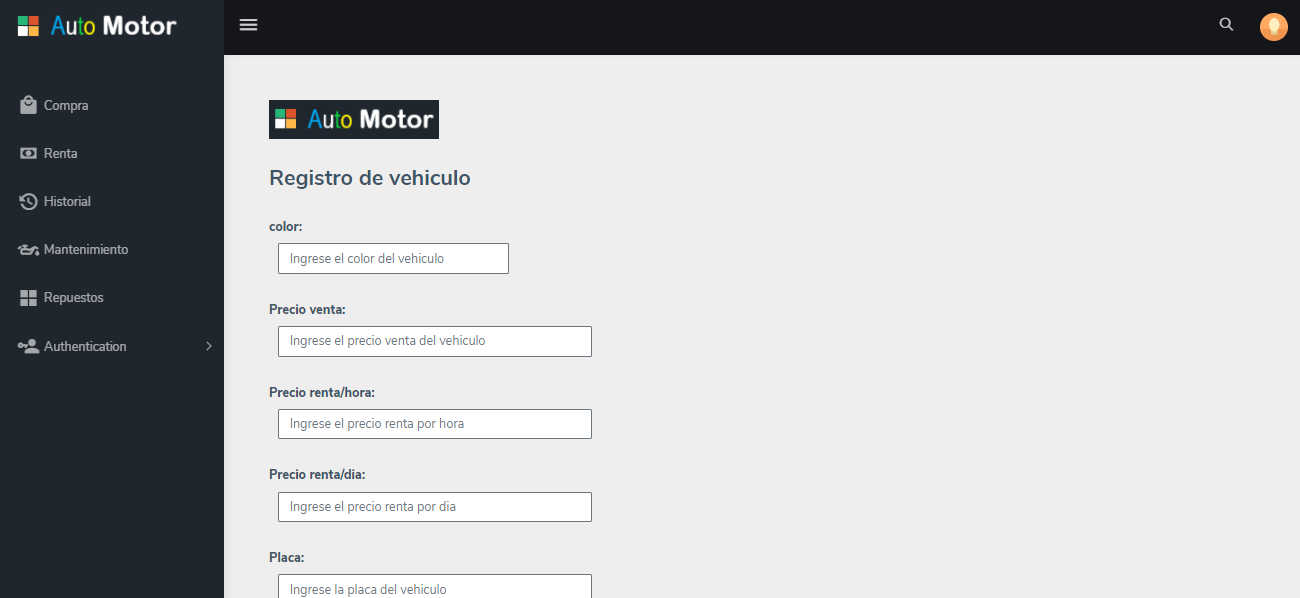 Auto Motor
Compra
Renta
Historial
Mantenimiento
Repuestos
Authentication
Auto Motor
Registro de vehiculo
color:
Ingrese el color del vehiculo
Precio venta:
Ingrese el precio venta del vehiculo
Precio renta/hora:
Ingrese el precio renta por hora
Precio renta/dia:
Ingrese el precio renta por dia
Placa:
Ingrese la placa del vehiculo